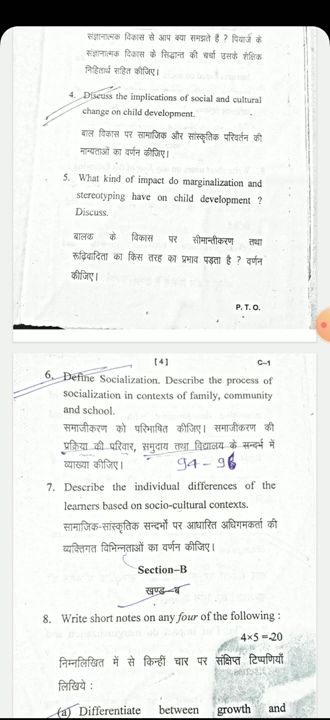 संज्ञानात्मक विकास से आप क्या समझते हैं ? पियाजे के
संज्ञानात्मक विकास के सिद्धान्त की चर्चा उसके शैक्षिक
निहितार्थ सहित कीजिए।
4. Discuss the implications of social and cultural
change on child development.
बाल विकास पर सामाजिक और सांस्कृतिक परिवर्तन की
मान्यताओं का वर्णन कीजिए।
5. What kind of impact do marginalization and
stereotyping have on child development ?
Discuss.
बालक के विकास पर सीमान्तीकरण तथा
रूढ़िवादिता का किस तरह का प्रभाव पड़ता है ? वर्णन
कीजिए।
P. T. O.
[4] C-1
6. Define Socialization. Describe the process of
socialization in contexts of family, community
and school.
समाजीकरण को परिभाषित कीजिए। समाजीकरण की
प्रक्रिया की परिवार, समुदाय तथा विद्यालय के सन्दर्भ में
व्याख्या कीजिए। 94-96
7. Describe the individual differences of the
learners based on socio-cultural contexts.
सामाजिक-सांस्कृतिक सन्दर्भों पर आधारित अधिगमकर्ता की
व्यक्तिगत विभिन्नताओं का वर्णन कीजिए।
Section–B
खण्ड–ब
8. Write short notes on any four of the following :
4×5=20
निम्नलिखित में से किन्हीं चार पर संक्षिप्त टिप्पणियाँ
लिखिये :
(a) Differentiate between growth and